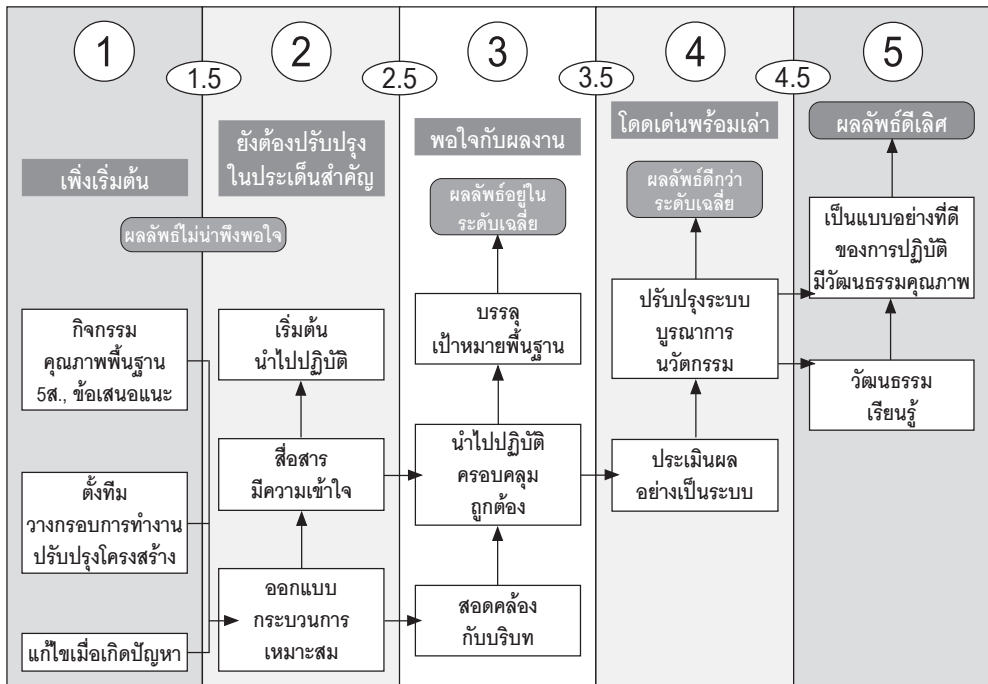 1
2
3
4
5
1.5
2.5
3.5
4.5
เพิ่งเริ่มต้น
ยังต้องปรับปรุง
ในประเด็นสำคัญ
พอใจกับผลงาน
โดดเด่นพร้อมเล่า
ผลลัพธ์ดีเลิศ
ผลลัพธ์ไม่น่าพึงพอใจ
ผลลัพธ์อยู่ใน
ระดับเฉลี่ย
ผลลัพธ์ดีกว่า
ระดับเฉลี่ย
กิจกรรม
คุณภาพพื้นฐาน
5ส., ข้อเสนอแนะ
ตั้งทีม
วางกรอบการทำงาน
ปรับปรุงโครงสร้าง
แก้ไขเมื่อเกิดปัญหา
เริ่มต้น
นำไปปฏิบัติ
สื่อสาร
มีความเข้าใจ
ออกแบบ
กระบวนการ
เหมาะสม
บรรลุ
เป้าหมายพื้นฐาน
นำไปปฏิบัติ
ครอบคลุม
ถูกต้อง
สอดคล้อง
กับบริบท
ปรับปรุงระบบ
บูรณาการ
นวัตกรรม
ประเมินผล
อย่างเป็นระบบ
เป็นแบบอย่างที่ดี
ของการปฏิบัติ
มีวัฒนธรรมคุณภาพ
วัฒนธรรม
เรียนรู้